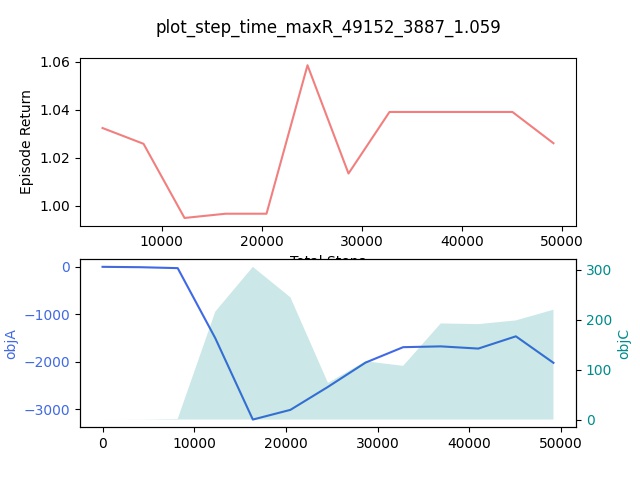 plot_step_time_maxR_49152_3887_1.059
1.06
1.04
1.02
1.00
Episode Return
10000 20000 30000 40000 50000
Total Steps
0
−1000
−2000
−3000
objA
300
200
100
0
objC
0 10000 20000 30000 40000 50000